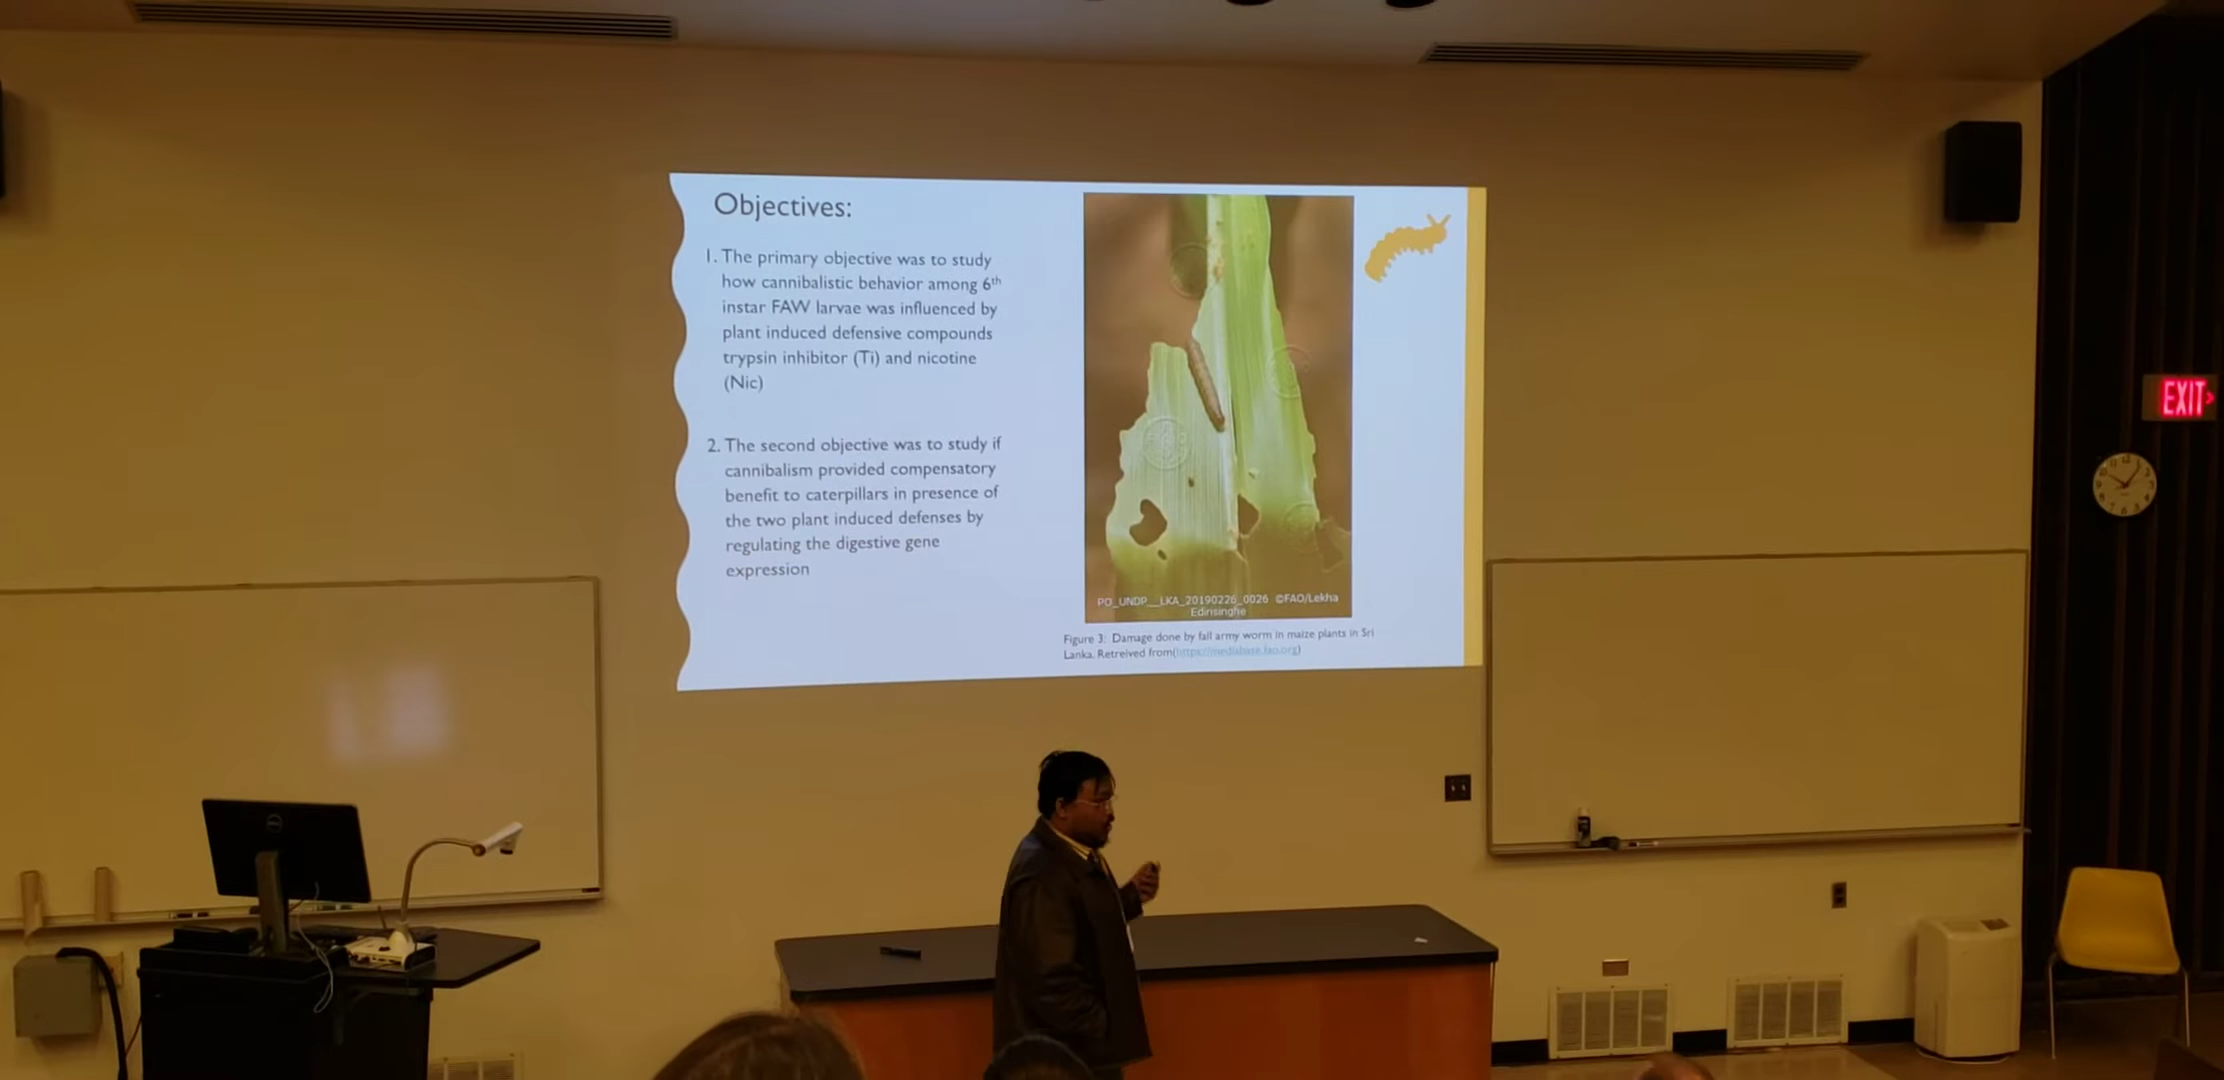 Objectives:
1. The primary objective was to study
how cannibalistic behavior among 6th
instar FAW larvae was influenced by
plant induced defensive compounds
trypsin inhibitor (Ti) and nicotine
(Nic)
2. The second objective was to study if
cannibalism provided compensatory
benefit to caterpillars in presence of
the two plant induced defenses by
regulating the digestive gene
expression
PO_UNDP__LKA_20190226_0026 ©FAO/Lekha
Edirisinghe
Figure 3: Damage done by fall army worm in maize plants in Sri
Lanka. Retreived from(https://mediabase.fao.org)
EXIT